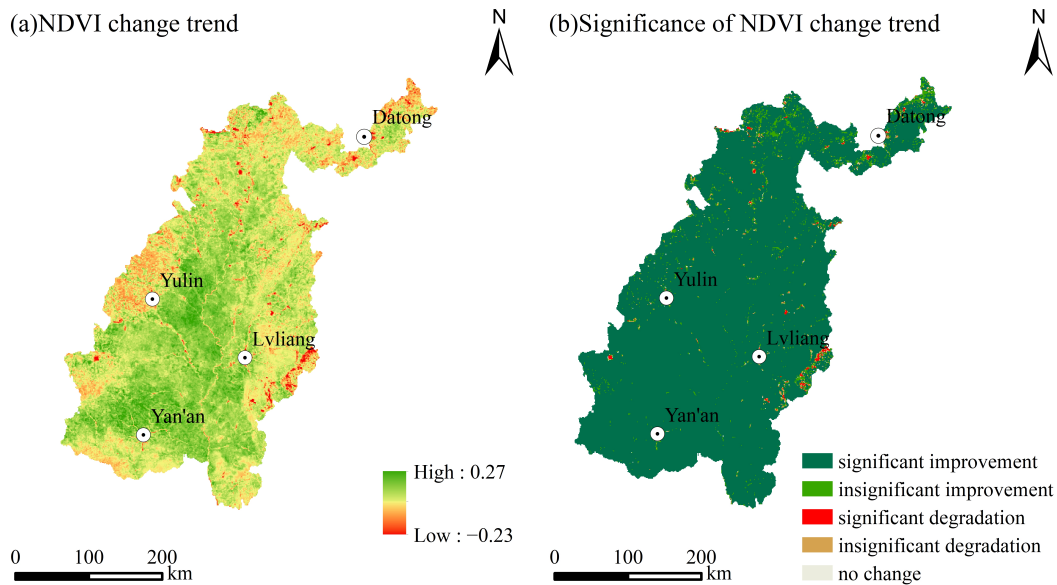 (a)NDVI change trend
N
Datong
Yulin
Lvliang
Yan'an
High : 0.27
Low : −0.23
0 100 200
km
(b)Significance of NDVI change trend
N
Datong
Yulin
Lvliang
Yan'an
significant improvement
insignificant improvement
significant degradation
insignificant degradation
no change
0 100 200
km